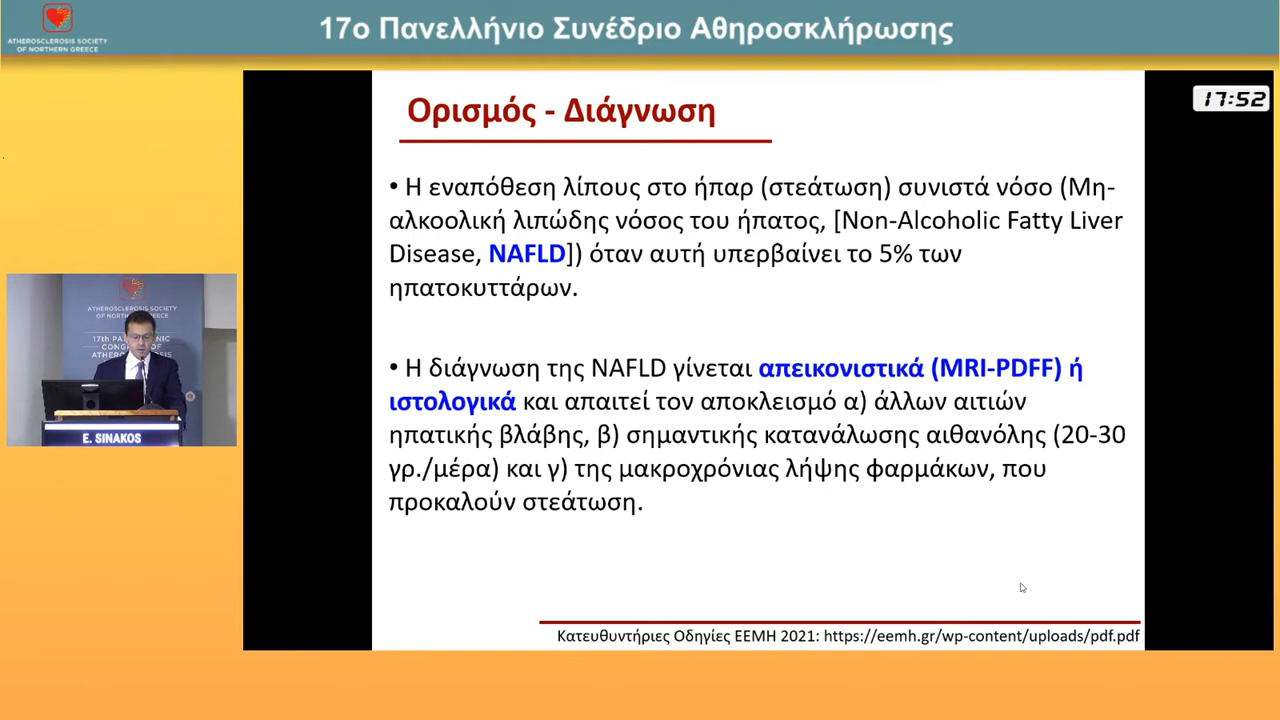 ATHEROSCLEROSIS SOCIETY
OF NORTHERN GREECE
17ο Πανελλήνιο Συνέδριο Αθηροσκλήρωσης
17:52
Ορισμός - Διάγνωση
• Η εναπόθεση λίπους στο ήπαρ (στεάτωση) συνιστά νόσο (Μη-
αλκοολική λιπώδης νόσος του ήπατος, [Non-Alcoholic Fatty Liver
Disease, NAFLD]) όταν αυτή υπερβαίνει το 5% των
ηπατοκυττάρων.
• Η διάγνωση της NAFLD γίνεται απεικονιστικά (MRI-PDFF) ή
ιστολογικά και απαιτεί τον αποκλεισμό α) άλλων αιτιών
ηπατικής βλάβης, β) σημαντικής κατανάλωσης αιθανόλης (20-30
γρ./μέρα) και γ) της μακροχρόνιας λήψης φαρμάκων, που
προκαλούν στεάτωση.
Κατευθυντήριες Οδηγίες ΕΕΜΗ 2021: https://eemh.gr/wp-content/uploads/pdf.pdf
ATHEROSCLEROSIS SOCIETY
17th
E. SINAKOS